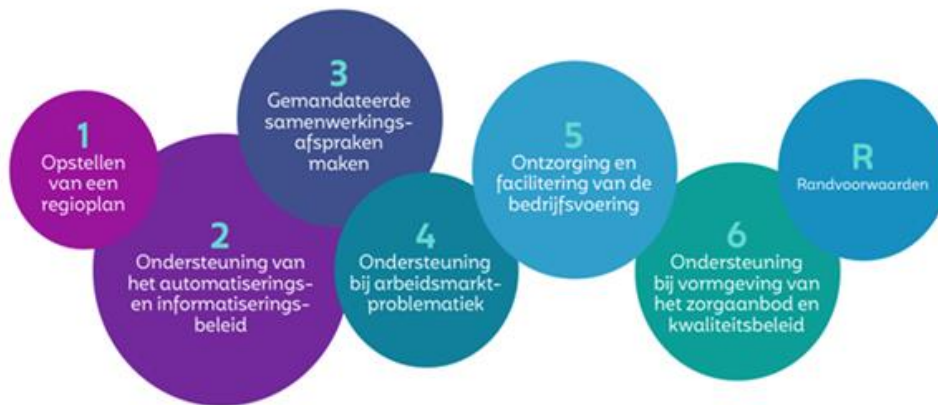 1
Opstellen
van een
regioplan
2
Ondersteuning van
het automatiserings-
en informatiserings-
beleid
3
Gemandateerde
samenwerkings-
afspraken
maken
4
Ondersteuning
bij arbeidsmarkt-
problematiek
5
Ontzorging en
facilitering van de
bedrijfsvoering
6
Ondersteuning
bij vormgeving van
het zorgaanbod en
kwaliteitsbeleid
R
Randvoorwaarden